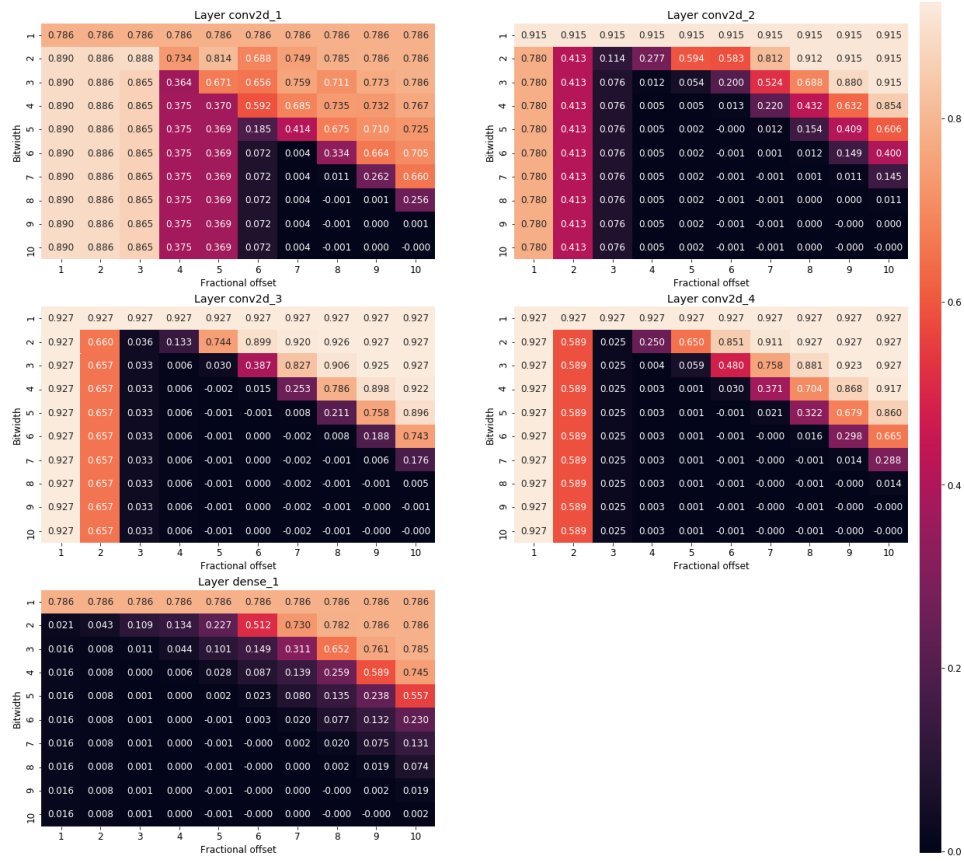 Layer conv2d_1
1 0.786 0.786 0.786 0.786 0.786 0.786 0.786 0.786 0.786 0.786
2 0.890 0.886 0.888 0.734 0.814 0.688 0.749 0.785 0.786 0.786
3 0.890 0.886 0.865 0.364 0.671 0.656 0.759 0.711 0.773 0.786
4 0.890 0.886 0.865 0.375 0.370 0.592 0.685 0.735 0.732 0.767
5 0.890 0.886 0.865 0.375 0.369 0.185 0.414 0.675 0.710 0.725
6 0.890 0.886 0.865 0.375 0.369 0.072 0.004 0.334 0.664 0.705
7 0.890 0.886 0.865 0.375 0.369 0.072 0.004 0.011 0.262 0.660
8 0.890 0.886 0.865 0.375 0.369 0.072 0.004 -0.001 0.001 0.256
9 0.890 0.886 0.865 0.375 0.369 0.072 0.004 -0.001 0.000 0.001
10 0.890 0.886 0.865 0.375 0.369 0.072 0.004 -0.001 0.000 -0.000
Bitwidth
1 2 3 4 5 6 7 8 9 10
Fractional offset
Layer conv2d_2
1 0.915 0.915 0.915 0.915 0.915 0.915 0.915 0.915 0.915 0.915
2 0.780 0.413 0.114 0.277 0.594 0.583 0.812 0.912 0.915 0.915
3 0.780 0.413 0.076 0.012 0.054 0.200 0.524 0.688 0.880 0.915
4 0.780 0.413 0.076 0.005 0.005 0.013 0.220 0.432 0.632 0.854
5 0.780 0.413 0.076 0.005 0.002 -0.000 0.012 0.154 0.409 0.606
6 0.780 0.413 0.076 0.005 0.002 -0.001 0.001 0.012 0.149 0.400
7 0.780 0.413 0.076 0.005 0.002 -0.001 -0.001 0.001 0.014 0.145
8 0.780 0.413 0.076 0.005 0.002 -0.001 -0.001 0.000 0.000 0.011
9 0.780 0.413 0.076 0.005 0.002 -0.001 -0.001 0.000 -0.000 0.000
10 0.780 0.413 0.076 0.005 0.002 -0.001 -0.001 0.000 -0.000 -0.000
Bitwidth
1 2 3 4 5 6 7 8 9 10
Fractional offset
Layer conv2d_3
1 0.927 0.927 0.927 0.927 0.927 0.927 0.927 0.927 0.927 0.927
2 0.927 0.660 0.036 0.133 0.744 0.899 0.920 0.926 0.927 0.927
3 0.927 0.657 0.033 0.006 0.030 0.387 0.827 0.906 0.925 0.927
4 0.927 0.657 0.033 0.006 -0.002 0.015 0.253 0.786 0.898 0.922
5 0.927 0.657 0.033 0.006 -0.001 -0.001 0.008 0.211 0.758 0.896
6 0.927 0.657 0.033 0.006 -0.001 0.000 -0.002 0.008 0.188 0.743
7 0.927 0.657 0.033 0.006 -0.001 0.000 -0.002 -0.001 0.006 0.176
8 0.927 0.657 0.033 0.006 -0.001 0.000 -0.002 -0.001 -0.001 0.005
9 0.927 0.657 0.033 0.006 -0.001 0.000 -0.002 -0.001 -0.000 -0.001
10 0.927 0.657 0.033 0.006 -0.001 0.000 -0.002 -0.001 -0.000 -0.000
Bitwidth
1 2 3 4 5 6 7 8 9 10
Fractional offset
Layer conv2d_4
1 0.927 0.927 0.927 0.927 0.927 0.927 0.927 0.927 0.927 0.927
2 0.927 0.589 0.025 0.250 0.650 0.851 0.911 0.927 0.927 0.927
3 0.927 0.589 0.025 0.004 0.059 0.480 0.758 0.881 0.923 0.927
4 0.927 0.589 0.025 0.003 0.001 0.030 0.371 0.704 0.868 0.917
5 0.927 0.589 0.025 0.003 0.001 -0.001 0.021 0.322 0.679 0.860
6 0.927 0.589 0.025 0.003 0.001 -0.001 -0.000 0.016 0.298 0.665
7 0.927 0.589 0.025 0.003 0.001 -0.001 -0.001 -0.000 0.014 0.288
8 0.927 0.589 0.025 0.003 0.001 -0.001 -0.001 -0.000 -0.000 0.014
9 0.927 0.589 0.025 0.003 0.001 -0.001 -0.001 -0.000 -0.000 -0.000
10 0.927 0.589 0.025 0.003 0.001 -0.001 -0.001 -0.000 -0.000 -0.000
Bitwidth
1 2 3 4 5 6 7 8 9 10
Fractional offset
Layer dense_1
1 0.786 0.786 0.786 0.786 0.786 0.786 0.786 0.786 0.786 0.786
2 0.021 0.043 0.109 0.134 0.227 0.512 0.730 0.782 0.786 0.786
3 0.016 0.008 0.011 0.044 0.101 0.149 0.311 0.652 0.761 0.785
4 0.016 0.008 0.000 0.006 0.028 0.087 0.139 0.259 0.589 0.745
5 0.016 0.008 0.001 0.000 0.002 0.023 0.080 0.135 0.238 0.557
6 0.016 0.008 0.001 0.000 -0.001 0.003 0.020 0.077 0.132 0.230
7 0.016 0.008 0.001 0.000 -0.001 -0.000 0.002 0.020 0.075 0.131
8 0.016 0.008 0.001 0.000 -0.001 -0.000 0.000 0.002 0.019 0.074
9 0.016 0.008 0.001 0.000 -0.001 -0.000 0.000 -0.000 0.002 0.019
10 0.016 0.008 0.001 0.000 -0.001 -0.000 0.000 -0.000 -0.000 0.002
Bitwidth
1 2 3 4 5 6 7 8 9 10
Fractional offset
0.8
0.6
0.4
0.2
0.0